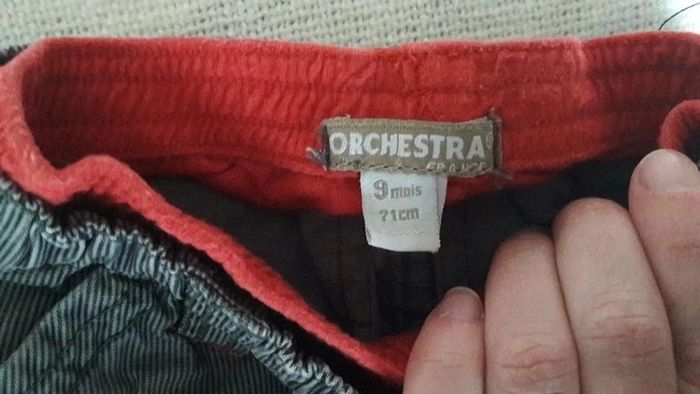 ORCHESTRA
FRANCE
9 mois
71cm